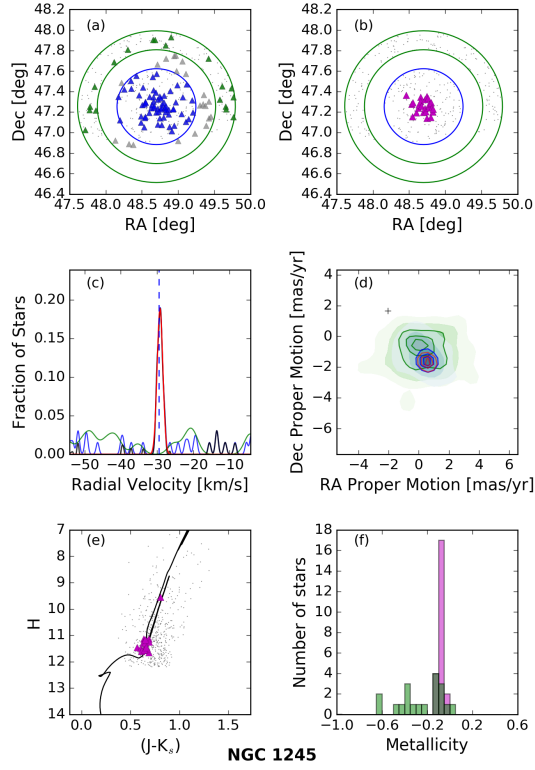 (a)
48.2
48.0
47.8
47.6
47.4
47.2
47.0
46.8
46.6
46.4
Dec [deg]
47.5 48.0 48.5 49.0 49.5 50.0
RA [deg]
(b)
48.2
48.0
47.8
47.6
47.4
47.2
47.0
46.8
46.6
46.4
Dec [deg]
47.5 48.0 48.5 49.0 49.5 50.0
RA [deg]
(c)
0.20
0.15
0.10
0.05
0.00
Fraction of Stars
−50 −40 −30 −20 −10
Radial Velocity [km/s]
(d)
4
2
0
−2
−4
−6
Dec Proper Motion [mas/yr]
−4 −2 0 2 4 6
RA Proper Motion [mas/yr]
(e)
7
8
9
10
11
12
13
14
H
0.0 0.5 1.0 1.5
(J-Ks)
(f)
18
16
14
12
10
8
6
4
2
0
Number of stars
−1.0 −0.6 −0.2 0.2 0.6
Metallicity
NGC 1245